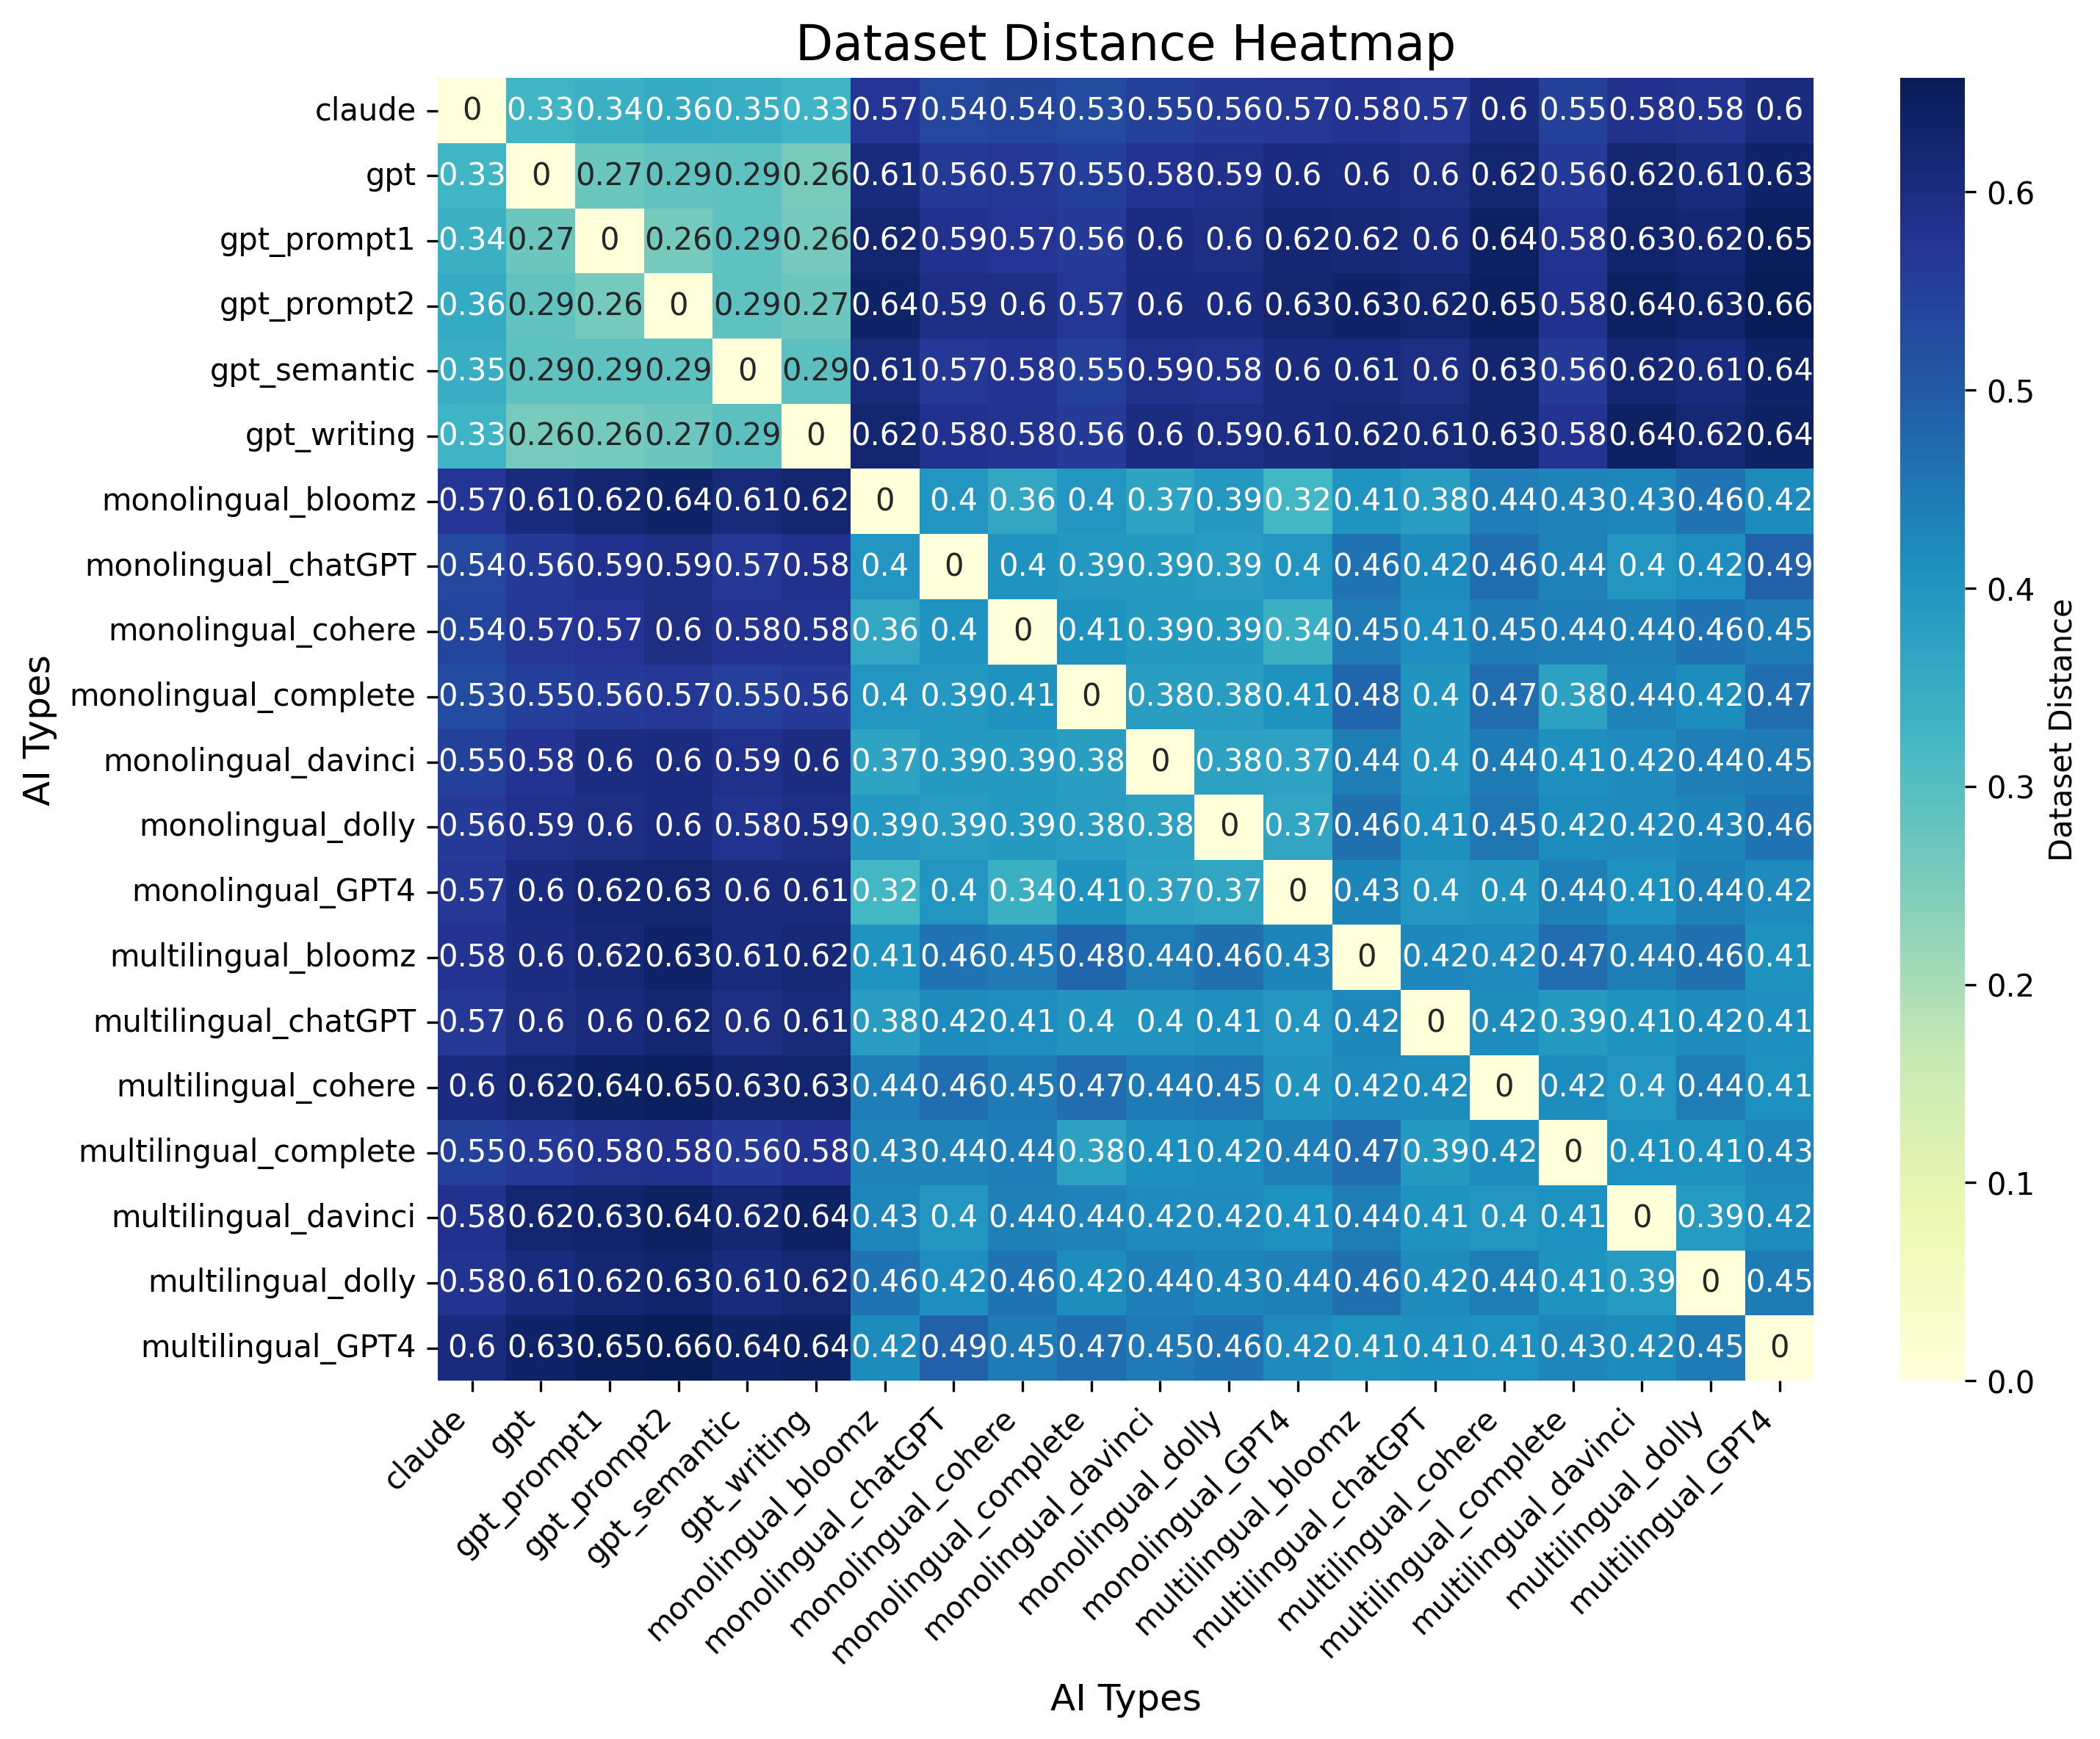 Dataset Distance Heatmap
claude 0 0.33 0.34 0.36 0.35 0.33 0.57 0.54 0.54 0.53 0.55 0.56 0.57 0.58 0.57 0.6 0.55 0.58 0.58 0.6
gpt 0.33 0 0.27 0.29 0.29 0.26 0.61 0.56 0.57 0.55 0.58 0.59 0.6 0.6 0.6 0.62 0.56 0.62 0.61 0.63
gpt_prompt1 0.34 0.27 0 0.26 0.29 0.26 0.62 0.59 0.57 0.56 0.6 0.6 0.62 0.62 0.6 0.64 0.58 0.63 0.62 0.65
gpt_prompt2 0.36 0.29 0.26 0 0.29 0.27 0.64 0.59 0.6 0.57 0.6 0.6 0.63 0.63 0.62 0.65 0.58 0.64 0.63 0.66
gpt_semantic 0.35 0.29 0.29 0.29 0 0.29 0.61 0.57 0.58 0.55 0.59 0.58 0.6 0.61 0.6 0.63 0.56 0.62 0.61 0.64
gpt_writing 0.33 0.26 0.26 0.27 0.29 0 0.62 0.58 0.58 0.56 0.6 0.59 0.61 0.62 0.61 0.63 0.58 0.64 0.62 0.64
monolingual_bloomz 0.57 0.61 0.62 0.64 0.61 0.62 0 0.4 0.36 0.4 0.37 0.39 0.32 0.41 0.38 0.44 0.43 0.43 0.46 0.42
monolingual_chatGPT 0.54 0.56 0.59 0.59 0.57 0.58 0.4 0 0.4 0.39 0.39 0.39 0.4 0.46 0.42 0.46 0.44 0.4 0.42 0.49
monolingual_cohere 0.54 0.57 0.57 0.6 0.58 0.58 0.36 0.4 0 0.41 0.39 0.39 0.34 0.45 0.41 0.45 0.44 0.44 0.46 0.45
monolingual_complete 0.53 0.55 0.56 0.57 0.55 0.56 0.4 0.39 0.41 0 0.38 0.38 0.41 0.48 0.4 0.47 0.38 0.44 0.42 0.47
monolingual_davinci 0.55 0.58 0.6 0.6 0.59 0.6 0.37 0.39 0.39 0.38 0 0.38 0.37 0.44 0.4 0.44 0.41 0.42 0.44 0.45
monolingual_dolly 0.56 0.59 0.6 0.6 0.58 0.59 0.39 0.39 0.39 0.38 0.38 0 0.37 0.46 0.41 0.45 0.42 0.42 0.43 0.46
monolingual_GPT4 0.57 0.6 0.62 0.63 0.6 0.61 0.32 0.4 0.34 0.41 0.37 0.37 0 0.43 0.4 0.4 0.44 0.41 0.44 0.42
multilingual_bloomz 0.58 0.6 0.62 0.63 0.61 0.62 0.41 0.46 0.45 0.48 0.44 0.46 0.43 0 0.42 0.42 0.47 0.44 0.46 0.41
multilingual_chatGPT 0.57 0.6 0.6 0.62 0.6 0.61 0.38 0.42 0.41 0.4 0.4 0.41 0.4 0.42 0 0.42 0.39 0.41 0.42 0.41
multilingual_cohere 0.6 0.62 0.64 0.65 0.63 0.63 0.44 0.46 0.45 0.47 0.44 0.45 0.4 0.42 0.42 0 0.42 0.4 0.44 0.41
multilingual_complete 0.55 0.56 0.58 0.58 0.56 0.58 0.43 0.44 0.44 0.38 0.41 0.42 0.44 0.47 0.39 0.42 0 0.41 0.41 0.43
multilingual_davinci 0.58 0.62 0.63 0.64 0.62 0.64 0.43 0.4 0.44 0.44 0.42 0.42 0.41 0.44 0.41 0.4 0.41 0 0.39 0.42
multilingual_dolly 0.58 0.61 0.62 0.63 0.61 0.62 0.46 0.42 0.46 0.42 0.44 0.43 0.44 0.46 0.42 0.44 0.41 0.39 0 0.45
multilingual_GPT4 0.6 0.63 0.65 0.66 0.64 0.64 0.42 0.49 0.45 0.47 0.45 0.46 0.42 0.41 0.41 0.41 0.43 0.42 0.45 0
claude
gpt
gpt_prompt1
gpt_prompt2
gpt_semantic
gpt_writing
monolingual_bloomz
monolingual_chatGPT
monolingual_cohere
monolingual_complete
monolingual_davinci
monolingual_dolly
monolingual_GPT4
multilingual_bloomz
multilingual_chatGPT
multilingual_cohere
multilingual_complete
multilingual_davinci
multilingual_dolly
multilingual_GPT4
AI Types
AI Types
0.6
0.5
0.4
0.3
0.2
0.1
0.0
Dataset Distance